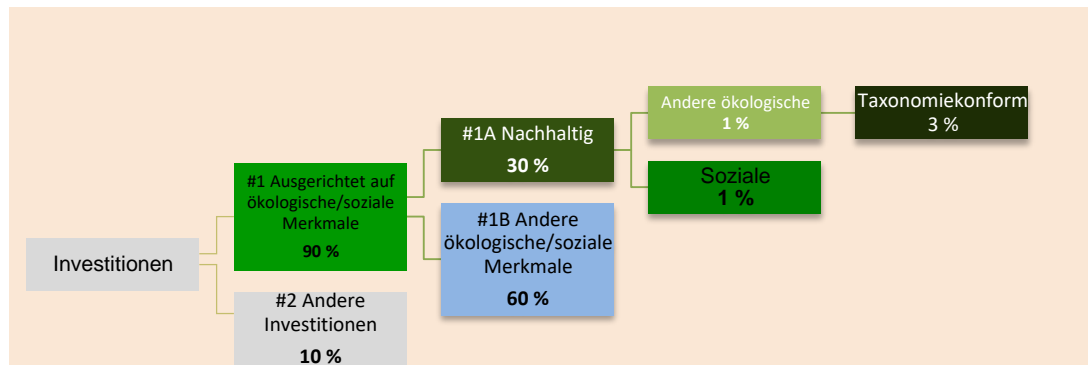 Investitionen
#1 Ausgerichtet auf
ökologische/soziale
Merkmale
90 %
#2 Andere
Investitionen
10 %
#1A Nachhaltig
30 %
#1B Andere
ökologische/soziale
Merkmale
60 %
Andere ökologische
1 %
Soziale
1 %
Taxonomiekonform
3 %